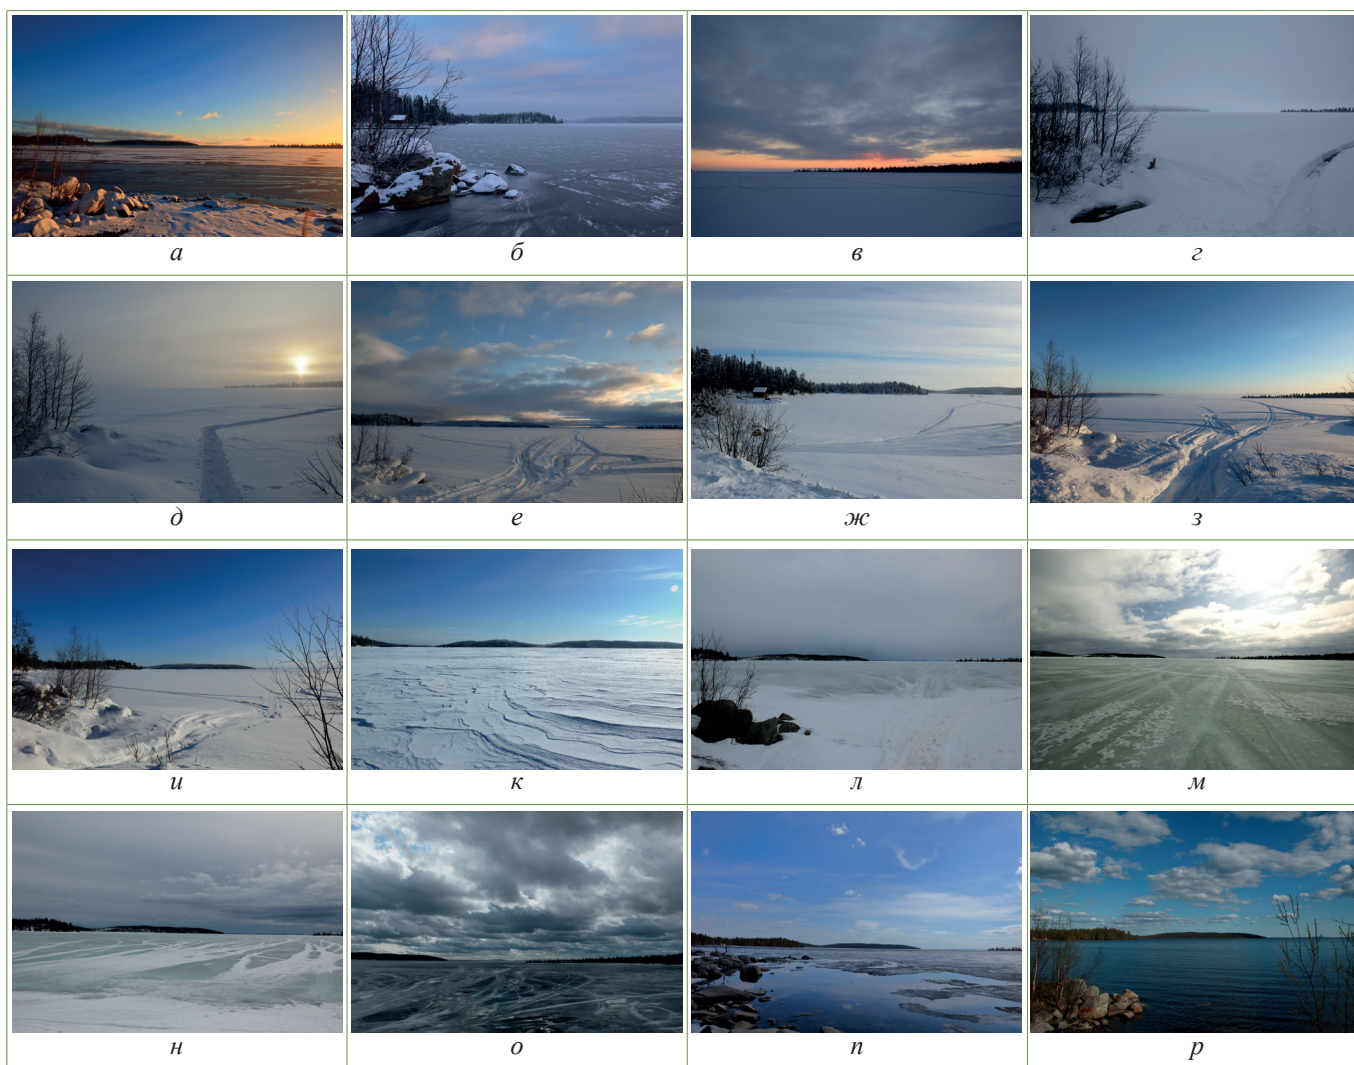 а б в г
д е ж з
и к л м
н о п р